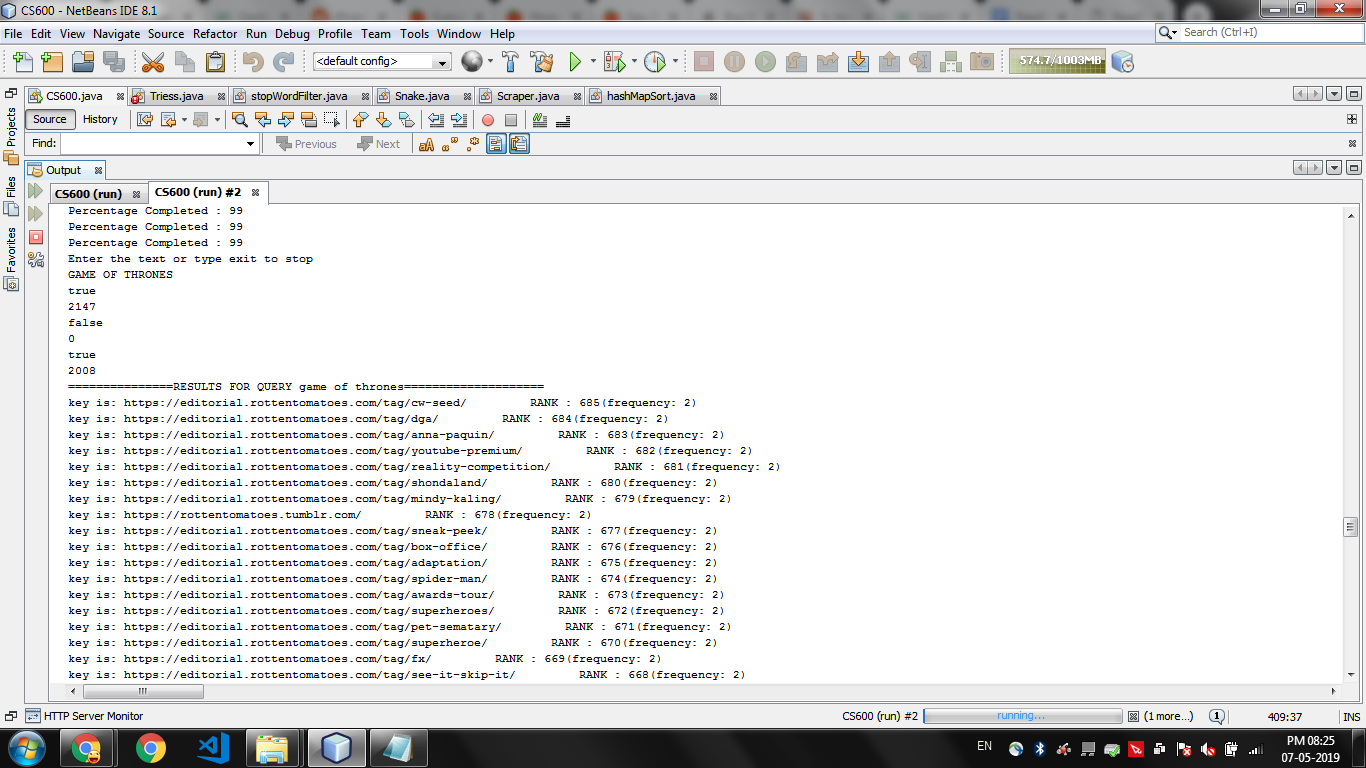 CS600 - NetBeans IDE 8.1
File Edit View Navigate Source Refactor Run Debug Profile Team Tools Window Help
Search (Ctrl+I)
<default config>
574.7/1003MB
CS600.java Triess.java stopWordFilter.java Snake.java Scraper.java hashMapSort.java
Source History
Find: Previous Next
Projects
Files
Favorites
Output
CS600 (run) CS600 (run) #2
Percentage Completed : 99
Percentage Completed : 99
Percentage Completed : 99
Enter the text or type exit to stop
GAME OF THRONES
true
2147
false
0
true
2008
===============RESULTS FOR QUERY game of thrones====================
key is: https://editorial.rottentomatoes.com/tag/cw-seed/ RANK : 685(frequency: 2)
key is: https://editorial.rottentomatoes.com/tag/dga/ RANK : 684(frequency: 2)
key is: https://editorial.rottentomatoes.com/tag/anna-paquin/ RANK : 683(frequency: 2)
key is: https://editorial.rottentomatoes.com/tag/youtube-premium/ RANK : 682(frequency: 2)
key is: https://editorial.rottentomatoes.com/tag/reality-competition/ RANK : 681(frequency: 2)
key is: https://editorial.rottentomatoes.com/tag/shondaland/ RANK : 680(frequency: 2)
key is: https://editorial.rottentomatoes.com/tag/mindy-kaling/ RANK : 679(frequency: 2)
key is: https://rottentomatoes.tumblr.com/ RANK : 678(frequency: 2)
key is: https://editorial.rottentomatoes.com/tag/sneak-peek/ RANK : 677(frequency: 2)
key is: https://editorial.rottentomatoes.com/tag/box-office/ RANK : 676(frequency: 2)
key is: https://editorial.rottentomatoes.com/tag/adaptation/ RANK : 675(frequency: 2)
key is: https://editorial.rottentomatoes.com/tag/spider-man/ RANK : 674(frequency: 2)
key is: https://editorial.rottentomatoes.com/tag/awards-tour/ RANK : 673(frequency: 2)
key is: https://editorial.rottentomatoes.com/tag/superheroes/ RANK : 672(frequency: 2)
key is: https://editorial.rottentomatoes.com/tag/pet-sematary/ RANK : 671(frequency: 2)
key is: https://editorial.rottentomatoes.com/tag/superheroe/ RANK : 670(frequency: 2)
key is: https://editorial.rottentomatoes.com/tag/fx/ RANK : 669(frequency: 2)
key is: https://editorial.rottentomatoes.com/tag/see-it-skip-it/ RANK : 668(frequency: 2)
HTTP Server Monitor CS600 (run) #2 running... (1 more...) 1 409:37 INS
EN PM 08:25
07-05-2019